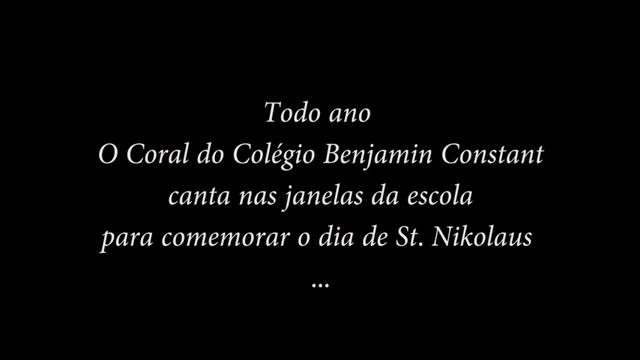 Todo ano
O Coral do Colégio Benjamin Constant
canta nas janelas da escola
para comemorar o dia de St. Nikolaus
...